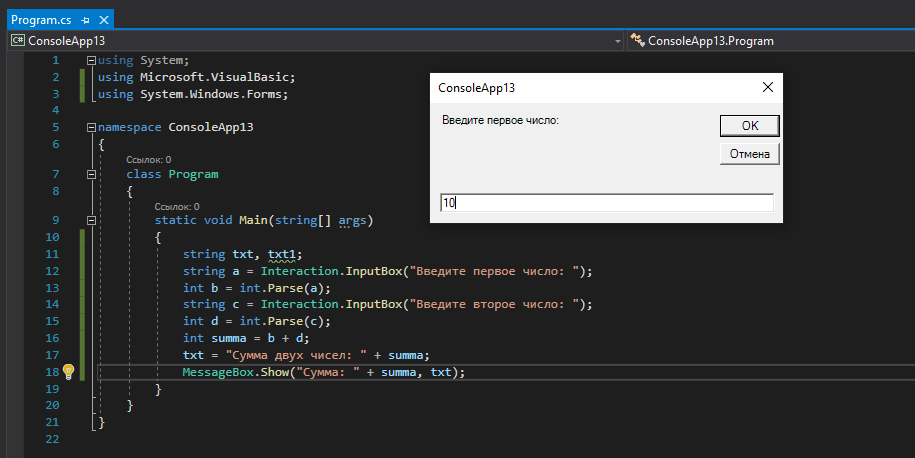 Program.cs
ConsoleApp13
ConsoleApp13.Program
1 using System;
2 using Microsoft.VisualBasic;
3 using System.Windows.Forms;
4
5 namespace ConsoleApp13
6 {
Ссылок: 0
7 class Program
8 {
Ссылок: 0
9 static void Main(string[] args)
10 {
11 string txt, txt1;
12 string a = Interaction.InputBox("Введите первое число: ");
13 int b = int.Parse(a);
14 string c = Interaction.InputBox("Введите второе число: ");
15 int d = int.Parse(c);
16 int summa = b + d;
17 txt = "Сумма двух чисел: " + summa;
18 MessageBox.Show("Сумма: " + summa, txt);
19 }
20 }
21 }
22
ConsoleApp13
Введите первое число:
OK
Отмена
10